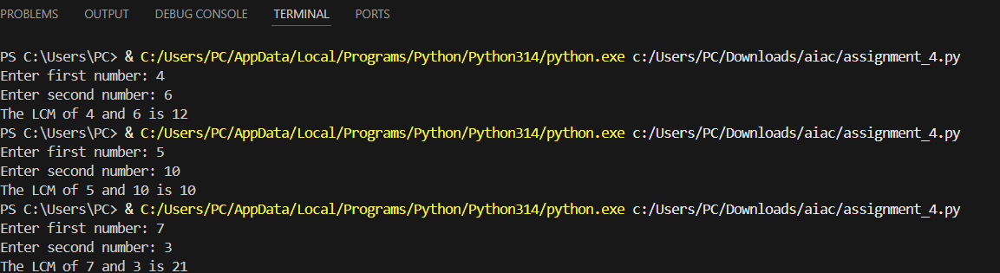 PROBLEMS OUTPUT DEBUG CONSOLE TERMINAL PORTS
PS C:\Users\PC> & C:/Users/PC/AppData/Local/Programs/Python/Python314/python.exe c:/Users/PC/Downloads/aiac/assignment_4.py
Enter first number: 4
Enter second number: 6
The LCM of 4 and 6 is 12
PS C:\Users\PC> & C:/Users/PC/AppData/Local/Programs/Python/Python314/python.exe c:/Users/PC/Downloads/aiac/assignment_4.py
Enter first number: 5
Enter second number: 10
The LCM of 5 and 10 is 10
PS C:\Users\PC> & C:/Users/PC/AppData/Local/Programs/Python/Python314/python.exe c:/Users/PC/Downloads/aiac/assignment_4.py
Enter first number: 7
Enter second number: 3
The LCM of 7 and 3 is 21